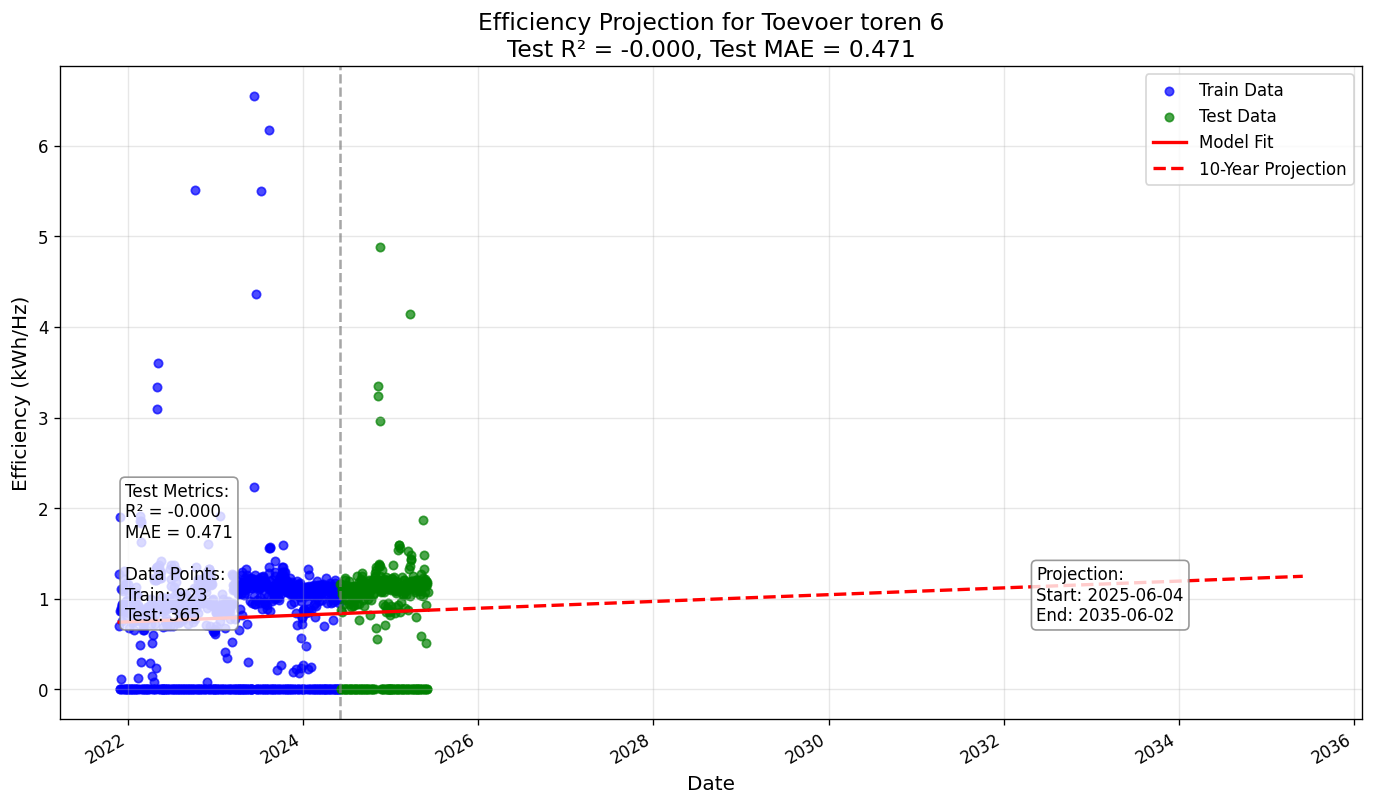 Efficiency Projection for Toevoer toren 6
Test R² = -0.000, Test MAE = 0.471
Train Data
Test Data
Model Fit
10-Year Projection
Efficiency (kWh/Hz)
6
5
4
3
2
1
0
Test Metrics:
R² = -0.000
MAE = 0.471
Data Points:
Train: 923
Test: 365
Projection:
Start: 2025-06-04
End: 2035-06-02
2022
2024
2026
2028
2030
2032
2034
2036
Date